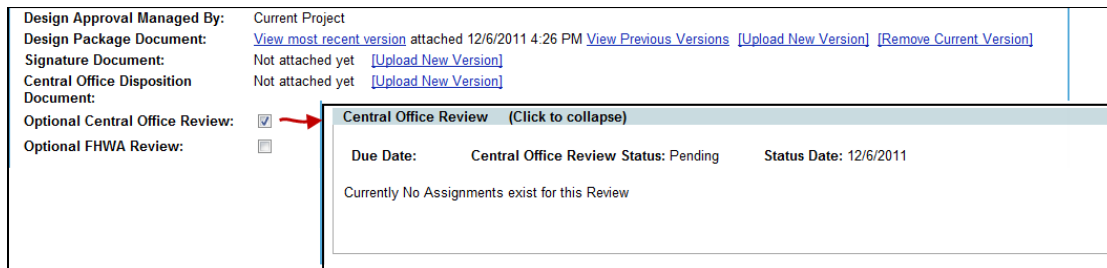 Design Approval Managed By: Current Project
Design Package Document: View most recent version attached 12/6/2011 4:26 PM View Previous Versions [Upload New Version] [Remove Current Version]
Signature Document: Not attached yet [Upload New Version]
Central Office Disposition Document: Not attached yet [Upload New Version]
Optional Central Office Review:
Optional FHWA Review:
Central Office Review (Click to collapse)
Due Date: Central Office Review Status: Pending Status Date: 12/6/2011
Currently No Assignments exist for this Review